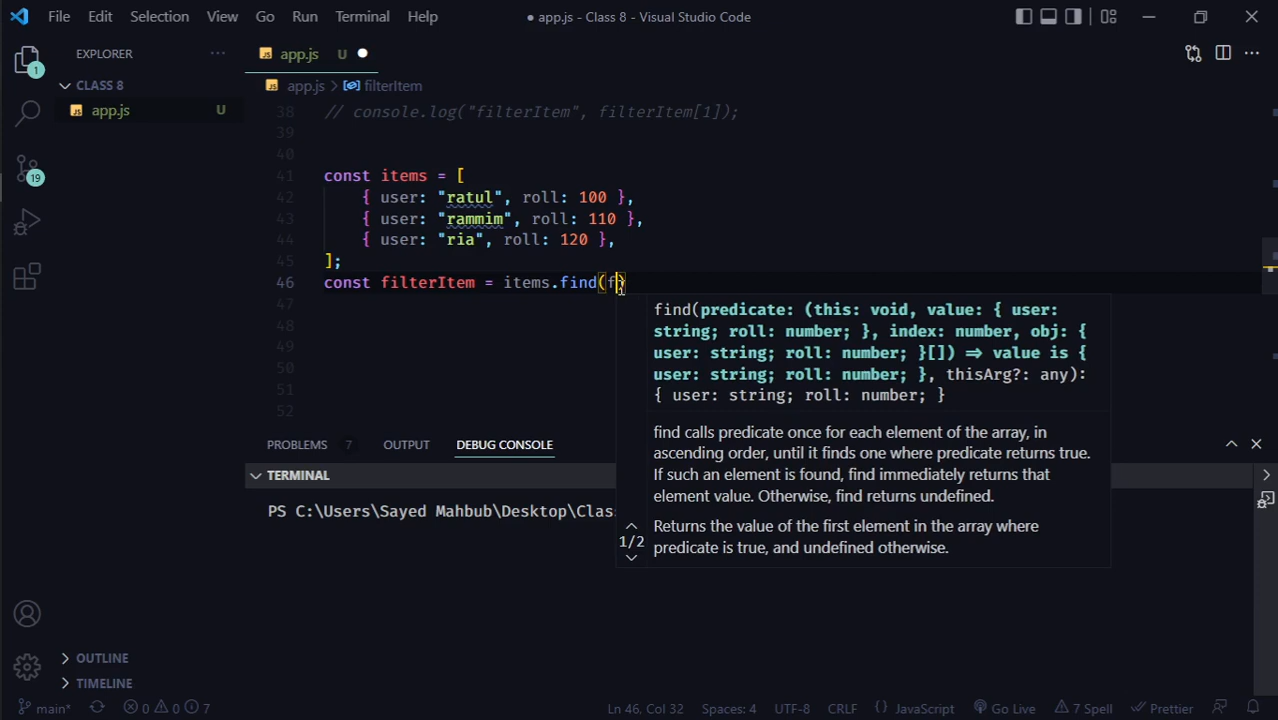 File Edit Selection View Go Run Terminal Help
● app.js - Class 8 - Visual Studio Code
EXPLORER ...
app.js U
CLASS 8
app.js U
app.js > filterItem
38 // console.log("filterItem", filterItem[1]);
39
40
41 const items = [
42 { user: "ratul", roll: 100 },
43 { user: "rammim", roll: 110 },
44 { user: "ria", roll: 120 },
45 ];
46 const filterItem = items.find(f)
47
48
49
50
51
52
find(predicate: (this: void, value: { user:
string; roll: number; }, index: number, obj: {
user: string; roll: number; }[]) => value is {
user: string; roll: number; }, thisArg?: any):
{ user: string; roll: number; }
find calls predicate once for each element of the array, in
ascending order, until it finds one where predicate returns true.
If such an element is found, find immediately returns that
element value. Otherwise, find returns undefined.
1/2
Returns the value of the first element in the array where
predicate is true, and undefined otherwise.
1
19
PROBLEMS 7 OUTPUT DEBUG CONSOLE
TERMINAL
PS C:\Users\Sayed Mahbub\Desktop\Clas
OUTLINE
TIMELINE
main* 0 0 7 Ln 46, Col 32 Spaces: 4 UTF-8 CRLF {} JavaScript Go Live 7 Spell Prettier